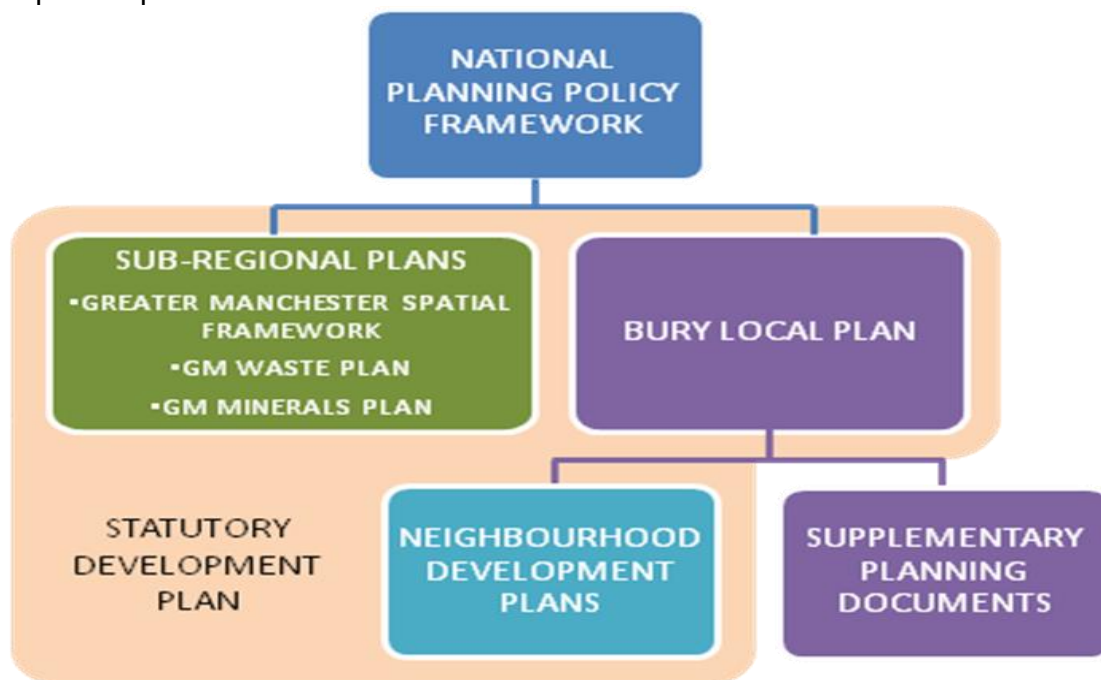 NATIONAL
PLANNING POLICY
FRAMEWORK
SUB-REGIONAL PLANS
▪GREATER MANCHESTER SPATIAL
FRAMEWORK
▪GM WASTE PLAN
▪GM MINERALS PLAN
BURY LOCAL PLAN
STATUTORY
DEVELOPMENT
PLAN
NEIGHBOURHOOD
DEVELOPMENT
PLANS
SUPPLEMENTARY
PLANNING
DOCUMENTS